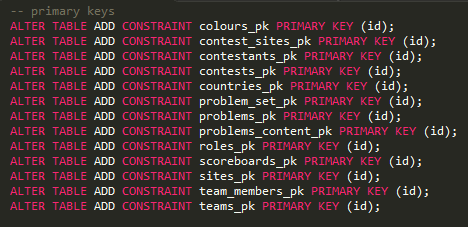 -- primary keys
ALTER TABLE ADD CONSTRAINT colours_pk PRIMARY KEY (id);
ALTER TABLE ADD CONSTRAINT contest_sites_pk PRIMARY KEY (id);
ALTER TABLE ADD CONSTRAINT contestants_pk PRIMARY KEY (id);
ALTER TABLE ADD CONSTRAINT contests_pk PRIMARY KEY (id);
ALTER TABLE ADD CONSTRAINT countries_pk PRIMARY KEY (id);
ALTER TABLE ADD CONSTRAINT problem_set_pk PRIMARY KEY (id);
ALTER TABLE ADD CONSTRAINT problems_pk PRIMARY KEY (id);
ALTER TABLE ADD CONSTRAINT problems_content_pk PRIMARY KEY (id);
ALTER TABLE ADD CONSTRAINT roles_pk PRIMARY KEY (id);
ALTER TABLE ADD CONSTRAINT scoreboards_pk PRIMARY KEY (id);
ALTER TABLE ADD CONSTRAINT sites_pk PRIMARY KEY (id);
ALTER TABLE ADD CONSTRAINT team_members_pk PRIMARY KEY (id);
ALTER TABLE ADD CONSTRAINT teams_pk PRIMARY KEY (id);